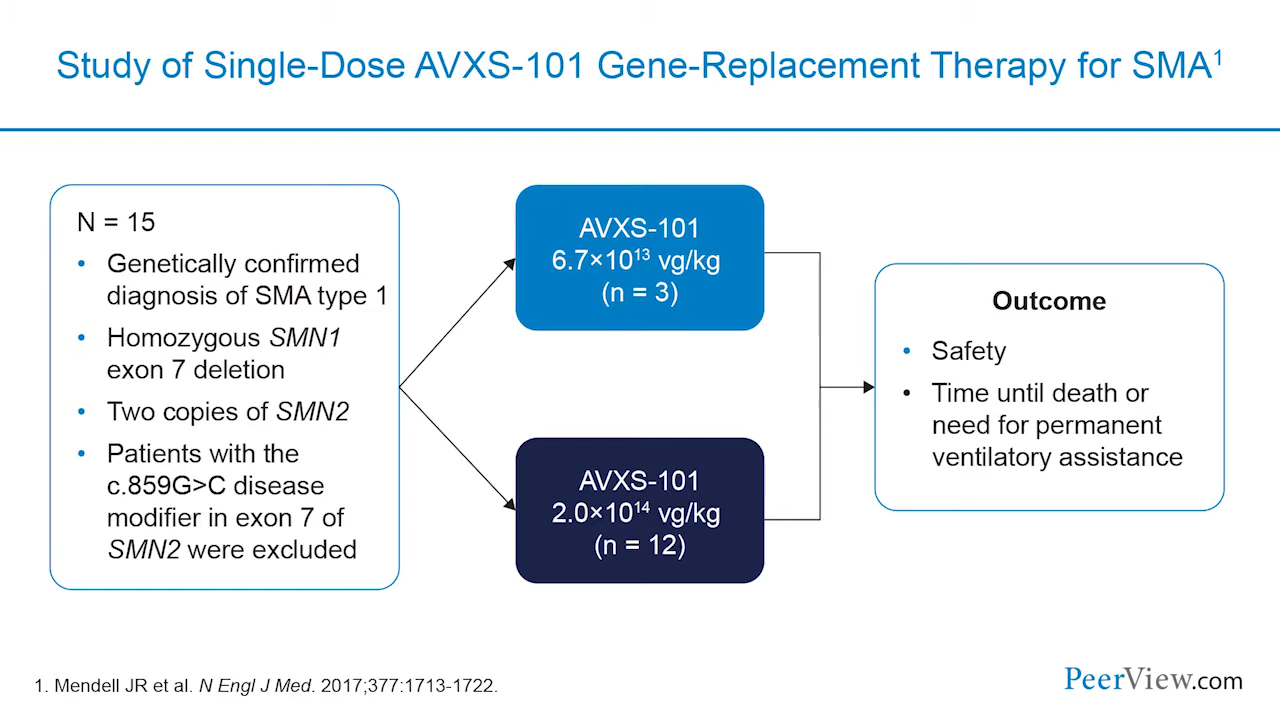 Study of Single-Dose AVXS-101 Gene-Replacement Therapy for SMA¹
N = 15
• Genetically confirmed
diagnosis of SMA type 1
• Homozygous SMN1
exon 7 deletion
• Two copies of SMN2
• Patients with the
c.859G>C disease
modifier in exon 7 of
SMN2 were excluded
AVXS-101
6.7×10¹³ vg/kg
(n = 3)
AVXS-101
2.0×10¹⁴ vg/kg
(n = 12)
Outcome
• Safety
• Time until death or
need for permanent
ventilatory assistance
1. Mendell JR et al. N Engl J Med. 2017;377:1713-1722.
PeerView.com